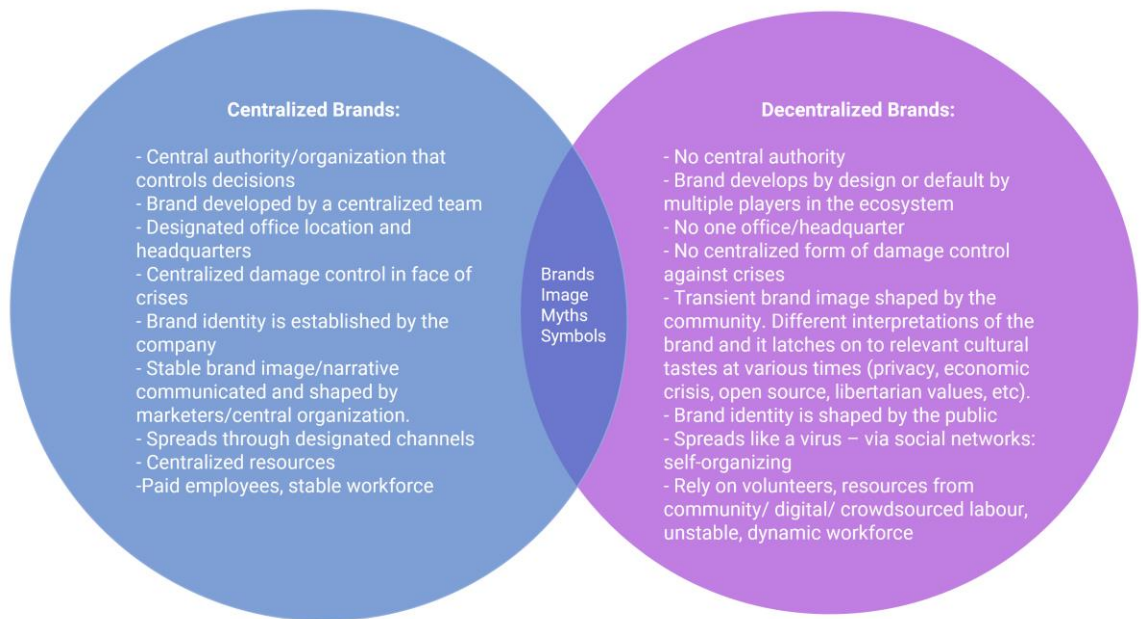 Centralized Brands:
- Central authority/organization that
controls decisions
- Brand developed by a centralized team
- Designated office location and
headquarters
- Centralized damage control in face of
crises
- Brand identity is established by the
company
- Stable brand image/narrative
communicated and shaped by
marketers/central organization.
- Spreads through designated channels
- Centralized resources
-Paid employees, stable workforce
Brands
Image
Myths
Symbols
Decentralized Brands:
- No central authority
- Brand develops by design or default by
multiple players in the ecosystem
- No one office/headquarter
- No centralized form of damage control
against crises
- Transient brand image shaped by the
community. Different interpretations of the
brand and it latches on to relevant cultural
tastes at various times (privacy, economic
crisis, open source, libertarian values, etc).
- Brand identity is shaped by the public
- Spreads like a virus – via social networks:
self-organizing
- Rely on volunteers, resources from
community/ digital/ crowdsourced labour,
unstable, dynamic workforce